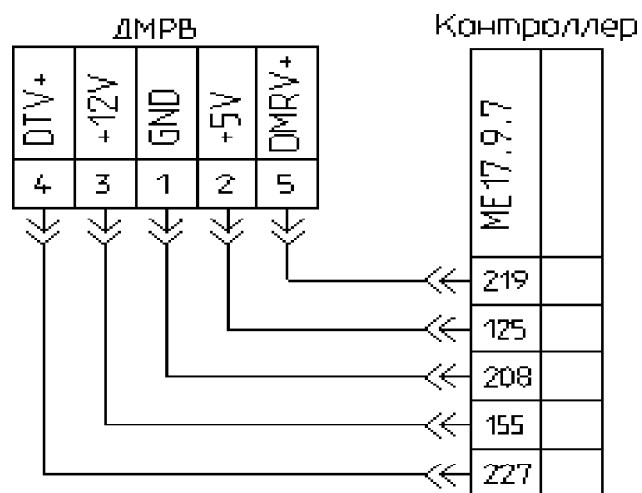 ДМРВ
DTV+
+12V
GND
+5V
DMRV+
4
3
1
2
5
Контроллер
ME17.9.7
219
125
208
155
227